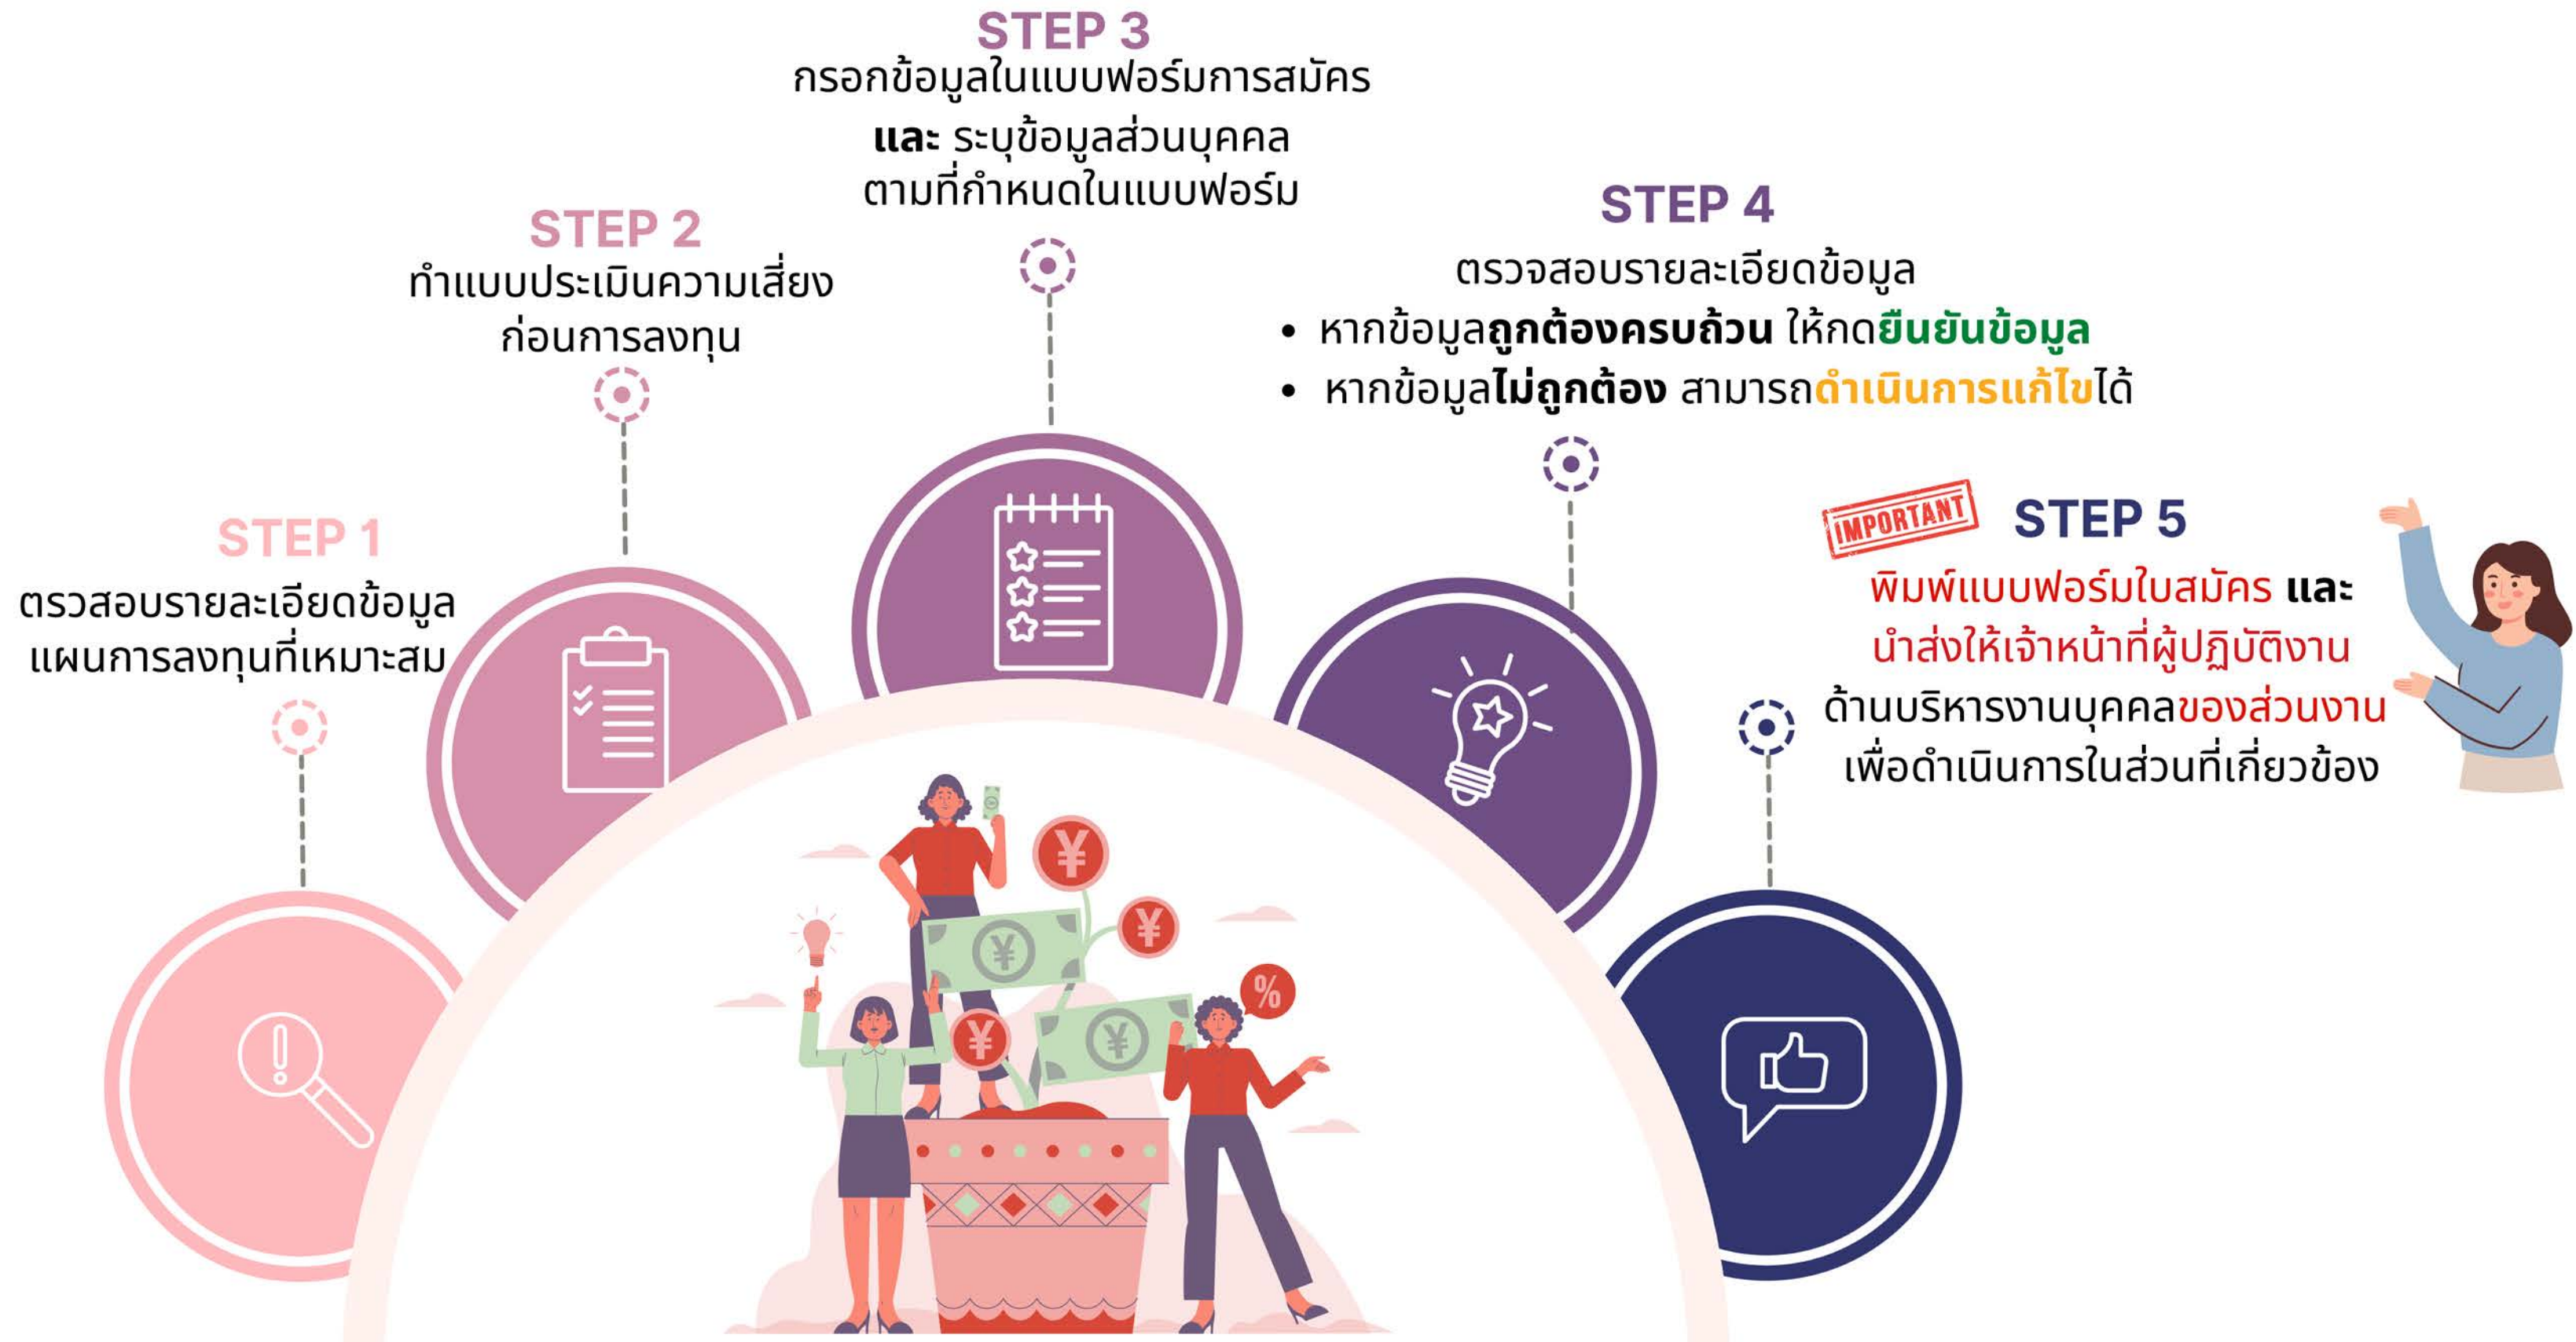 STEP 1
ตรวสอบรายละเอียดข้อมูล
แผนการลงทุนที่เหมาะสม
STEP 2
ทำแบบประเมินความเสี่ยง
ก่อนการลงทุน
STEP 3
กรอกข้อมูลในแบบฟอร์มการสมัคร
และ ระบุข้อมูลส่วนบุคคล
ตามที่กำหนดในแบบฟอร์ม
STEP 4
ตรวจสอบรายละเอียดข้อมูล
• หากข้อมูลถูกต้องครบถ้วน ให้กดยืนยันข้อมูล
• หากข้อมูลไม่ถูกต้อง สามารถดำเนินการแก้ไขได้
IMPORTANT
STEP 5
พิมพ์แบบฟอร์มใบสมัคร และ
นำส่งให้เจ้าหน้าที่ผู้ปฏิบัติงาน
ด้านบริหารงานบุคคลของส่วนงาน
เพื่อดำเนินการในส่วนที่เกี่ยวข้อง
¥
¥
¥
%
¥
¥